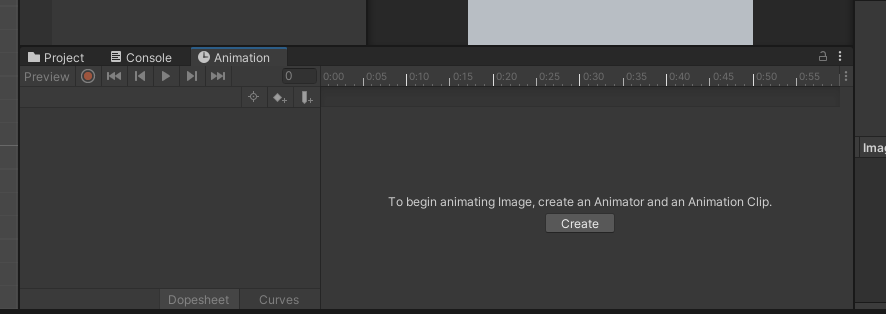 Project Console Animation
Preview 0 0:00 0:05 0:10 0:15 0:20 0:25 0:30 0:35 0:40 0:45 0:50 0:55
Imag
To begin animating Image, create an Animator and an Animation Clip.
Create
Dopesheet Curves